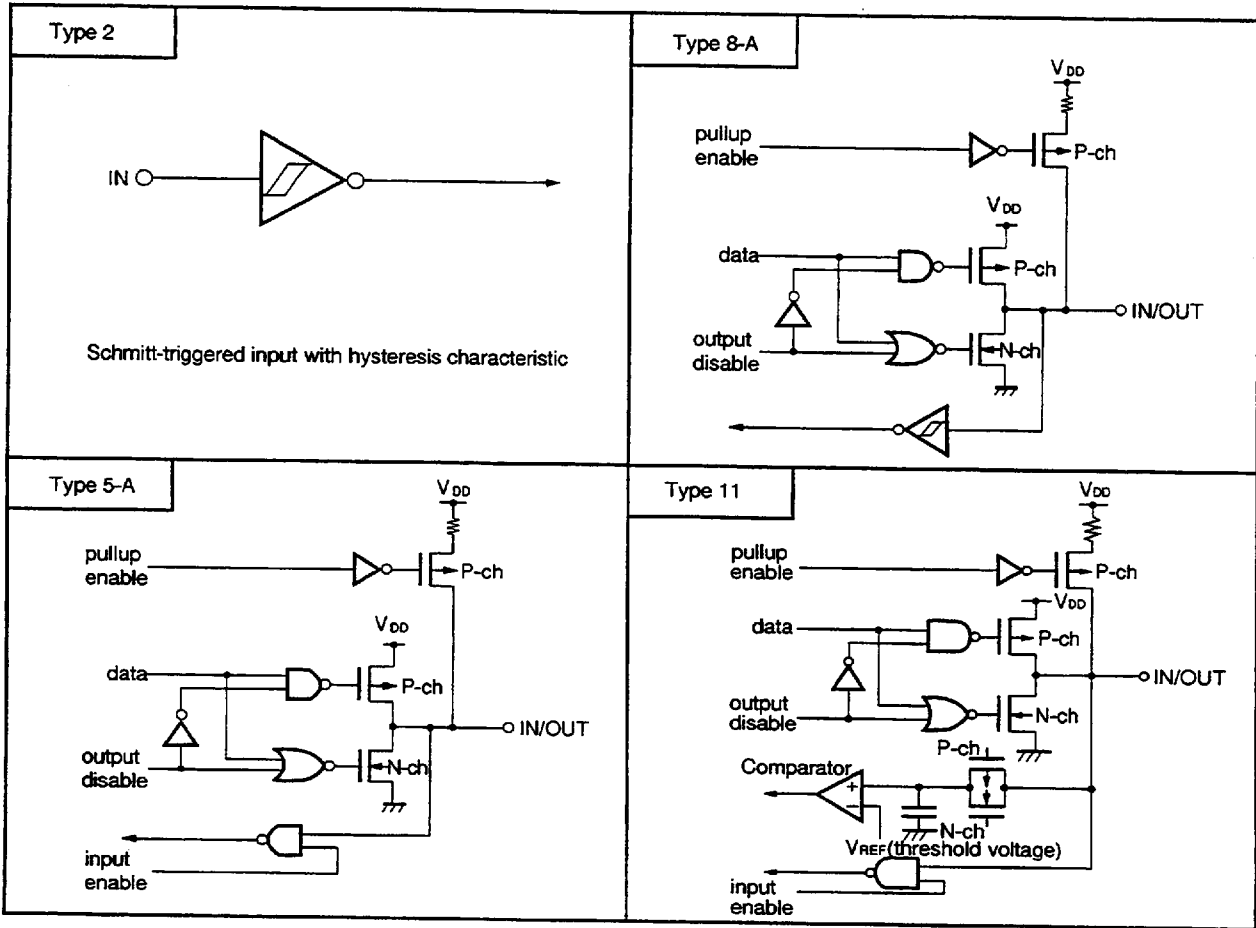 Type 2
IN
Schmitt-triggered input with hysteresis characteristic
Type 8-A
VDD
pullup
enable
P-ch
VDD
data
P-ch
IN/OUT
output
disable
N-ch
Type 5-A
VDD
pullup
enable
P-ch
VDD
data
P-ch
IN/OUT
output
disable
N-ch
input
enable
Type 11
VDD
pullup
enable
P-ch
VDD
data
P-ch
IN/OUT
output
disable
N-ch
P-ch
Comparator
+
−
N-ch
VREF(threshold voltage)
input
enable